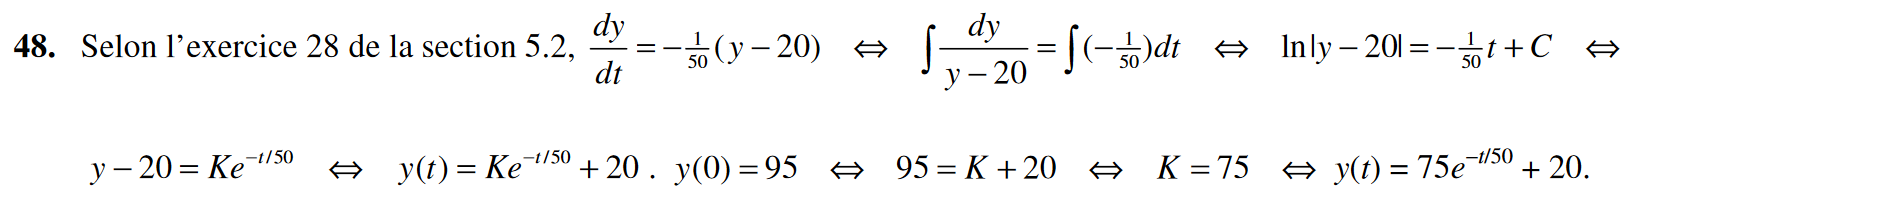 48. Selon l’exercice 28 de la section 5.2, dy/dt = −1/50 (y − 20) ⇔ ∫ dy/(y − 20) = ∫(−1/50)dt ⇔ ln|y − 20| = −1/50 t + C ⇔
y − 20 = Ke^(−t/50) ⇔ y(t) = Ke^(−t/50) + 20 . y(0) = 95 ⇔ 95 = K + 20 ⇔ K = 75 ⇔ y(t) = 75e^(−t/50) + 20.